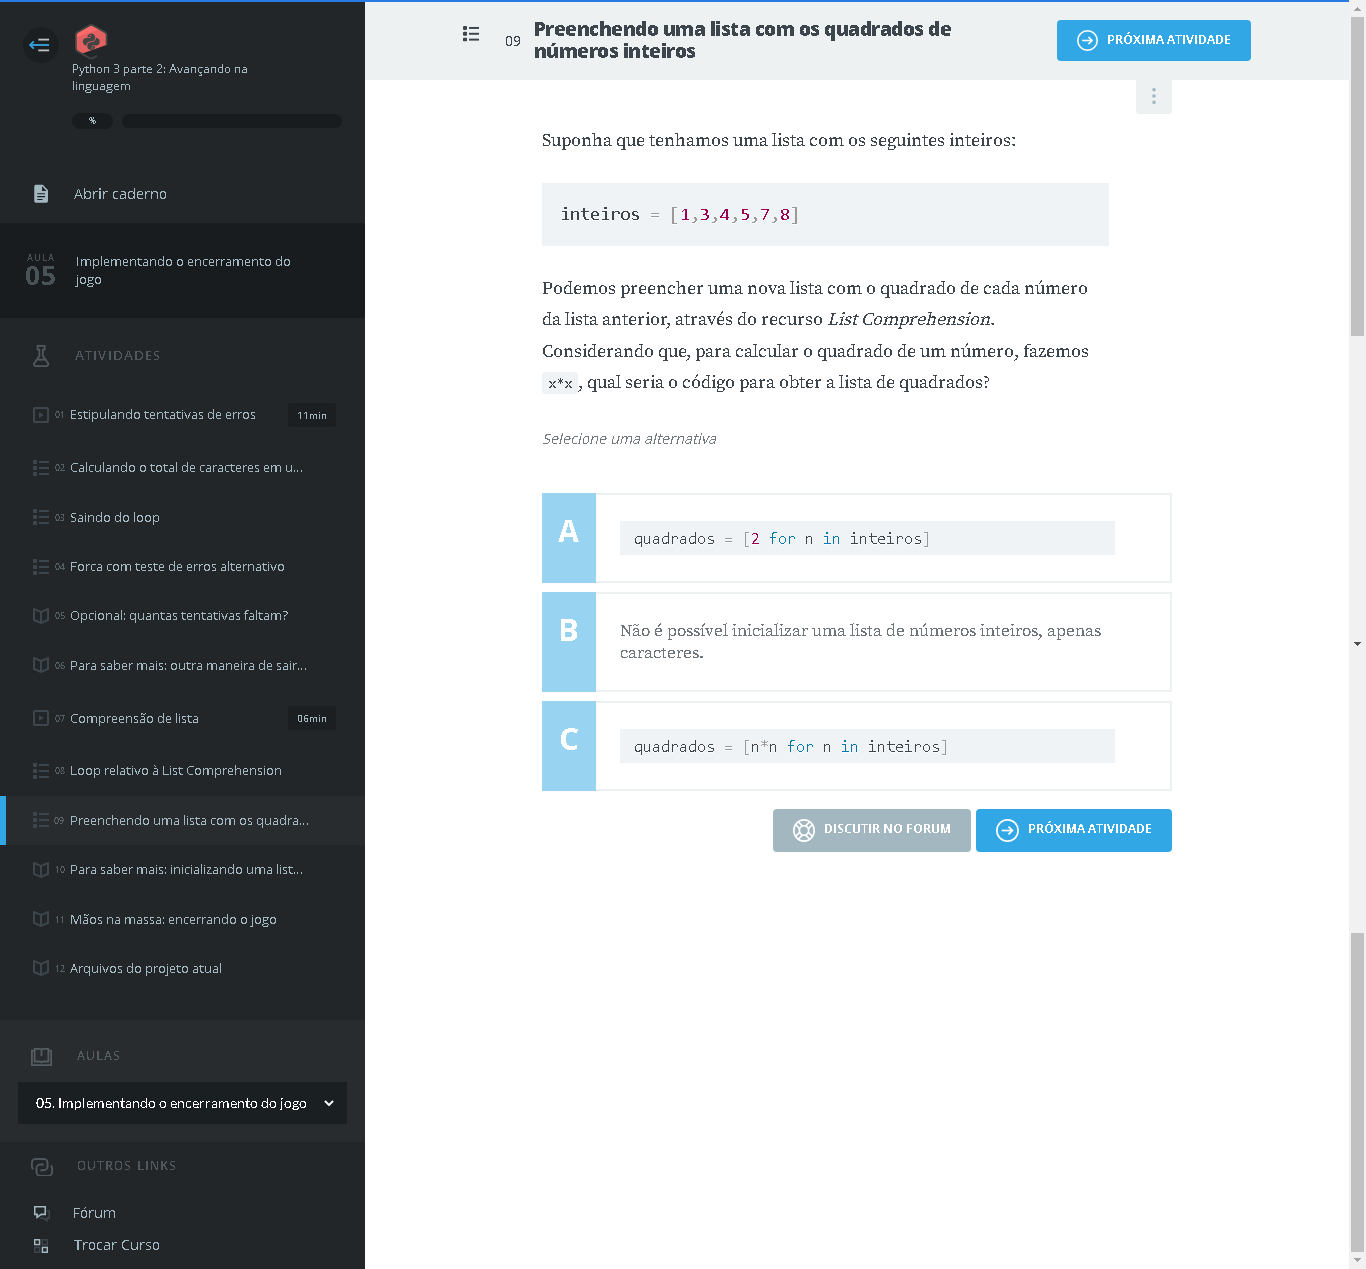 Python 3 parte 2: Avançando na
linguagem
%
Abrir caderno
AULA
05
Implementando o encerramento do
jogo
ATIVIDADES
01 Estipulando tentativas de erros 11min
02 Calculando o total de caracteres em u...
03 Saindo do loop
04 Forca com teste de erros alternativo
05 Opcional: quantas tentativas faltam?
06 Para saber mais: outra maneira de sair...
07 Compreensão de lista 06min
08 Loop relativo à List Comprehension
09 Preenchendo uma lista com os quadra...
10 Para saber mais: inicializando uma list...
11 Mãos na massa: encerrando o jogo
12 Arquivos do projeto atual
AULAS
05. Implementando o encerramento do jogo
OUTROS LINKS
Fórum
Trocar Curso
09 Preenchendo uma lista com os quadrados de
números inteiros
PRÓXIMA ATIVIDADE
Suponha que tenhamos uma lista com os seguintes inteiros:
inteiros = [1,3,4,5,7,8]
Podemos preencher uma nova lista com o quadrado de cada número
da lista anterior, através do recurso List Comprehension.
Considerando que, para calcular o quadrado de um número, fazemos
x*x , qual seria o código para obter a lista de quadrados?
Selecione uma alternativa
A quadrados = [2 for n in inteiros]
B Não é possível inicializar uma lista de números inteiros, apenas
caracteres.
C quadrados = [n*n for n in inteiros]
DISCUTIR NO FORUM PRÓXIMA ATIVIDADE